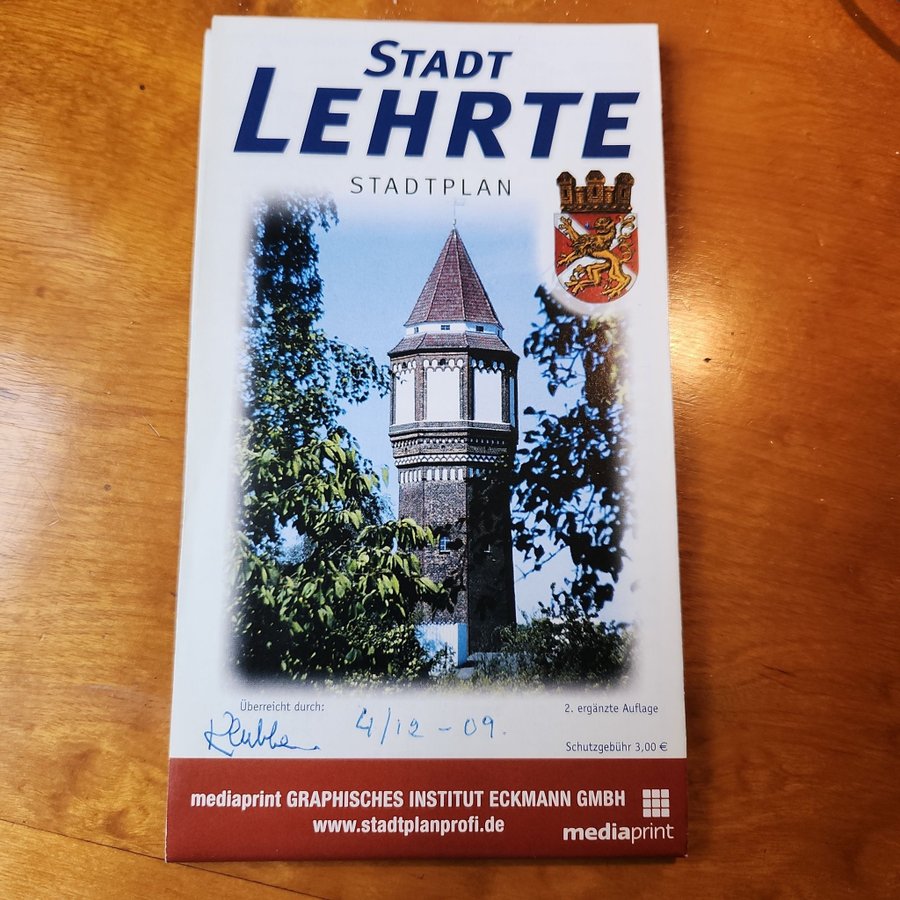 STADT
LEHRTE
STADTPLAN
Überreicht durch:
2. ergänzte Auflage
4/12 - 09.
Schutzgebühr 3,00 €
mediaprint GRAPHISCHES INSTITUT ECKMANN GMBH
www.stadtplanprofi.de
mediaprint